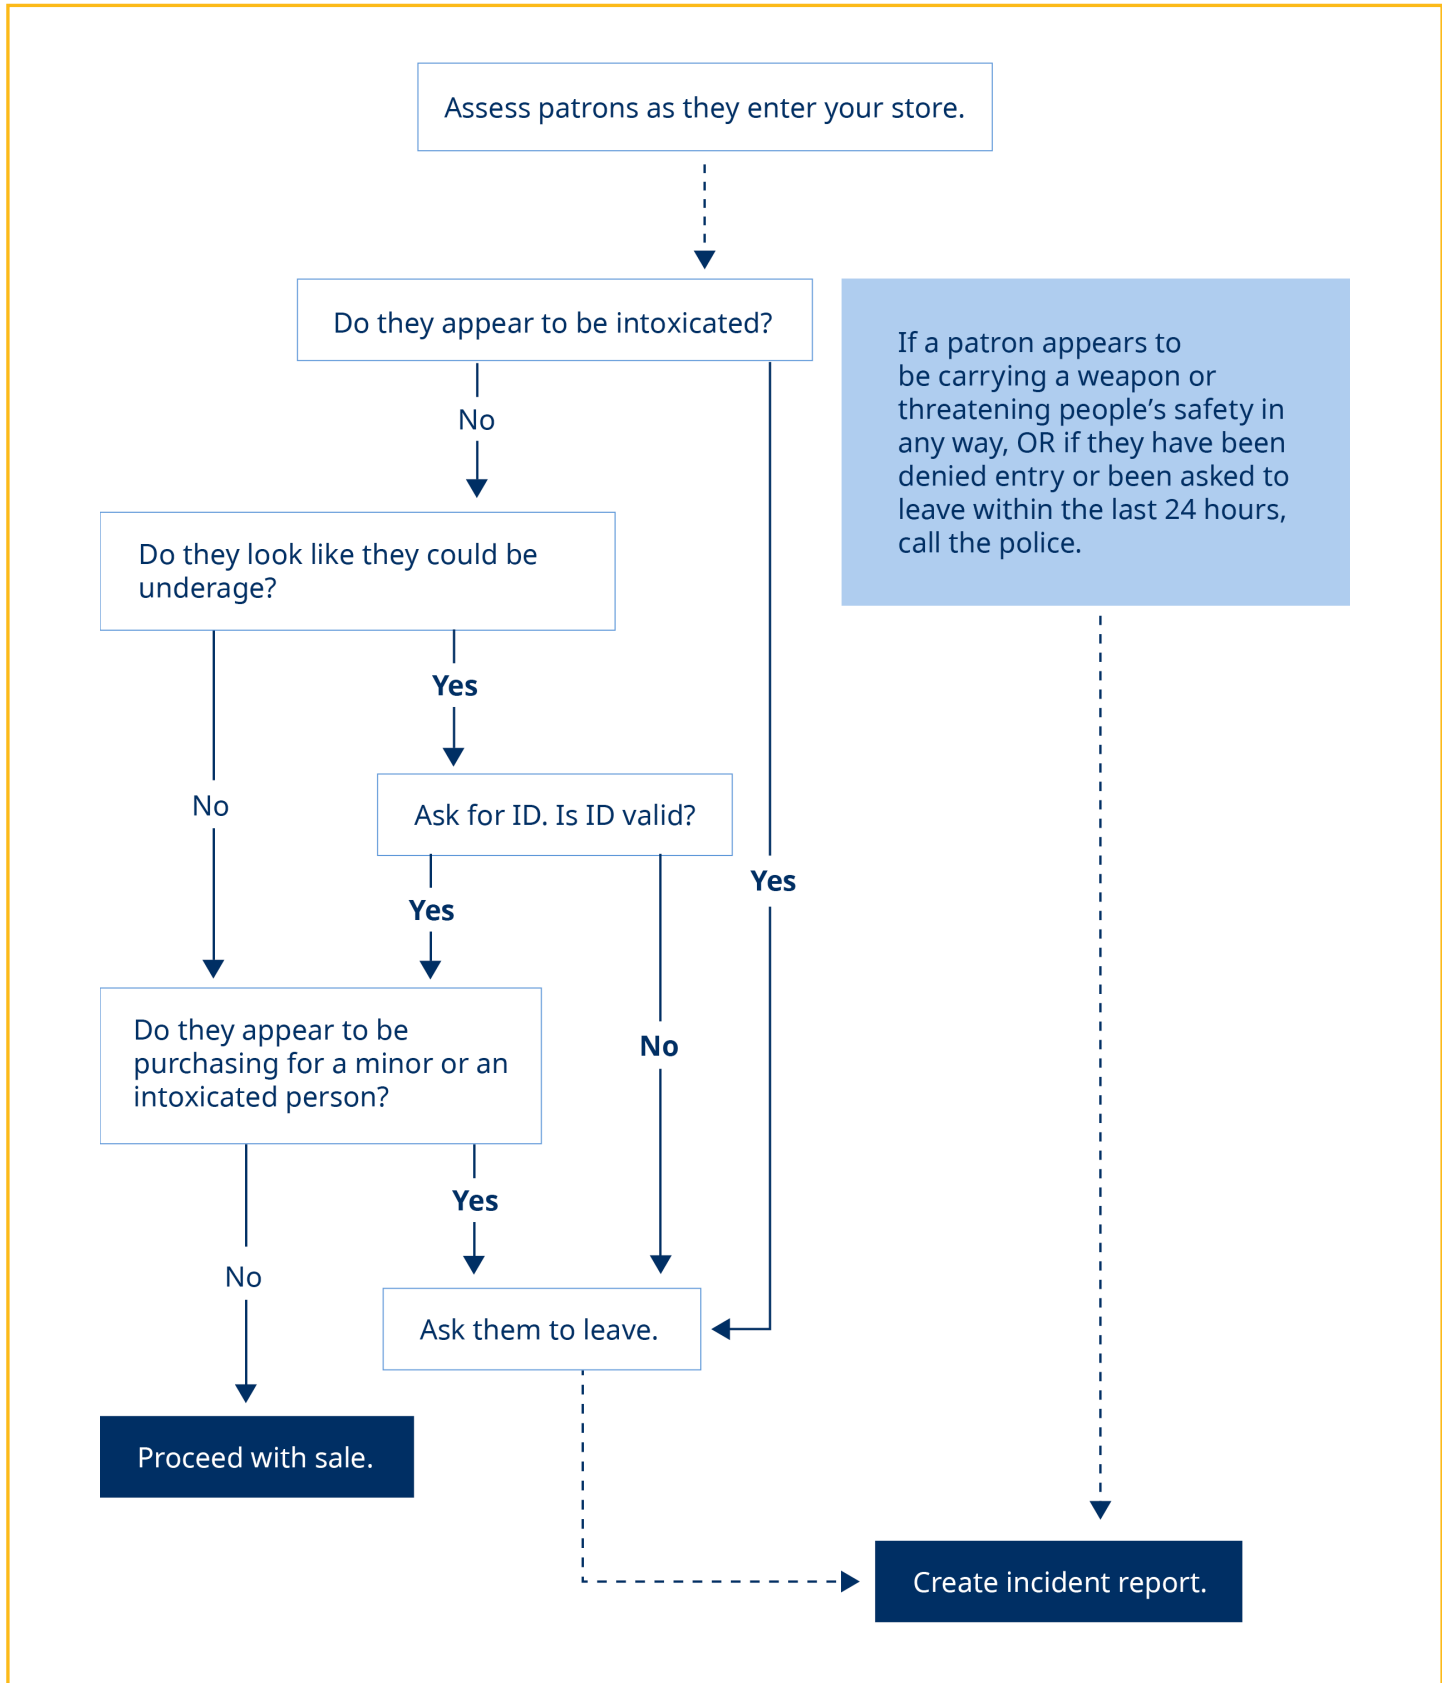 Assess patrons as they enter your store.
Do they appear to be intoxicated?
If a patron appears to
be carrying a weapon or
threatening people’s safety in
any way, OR if they have been
denied entry or been asked to
leave within the last 24 hours,
call the police.
No
Do they look like they could be
underage?
Yes
No
Ask for ID. Is ID valid?
Yes
Yes
No
Do they appear to be
purchasing for a minor or an
intoxicated person?
Yes
No
Ask them to leave.
Proceed with sale.
Create incident report.